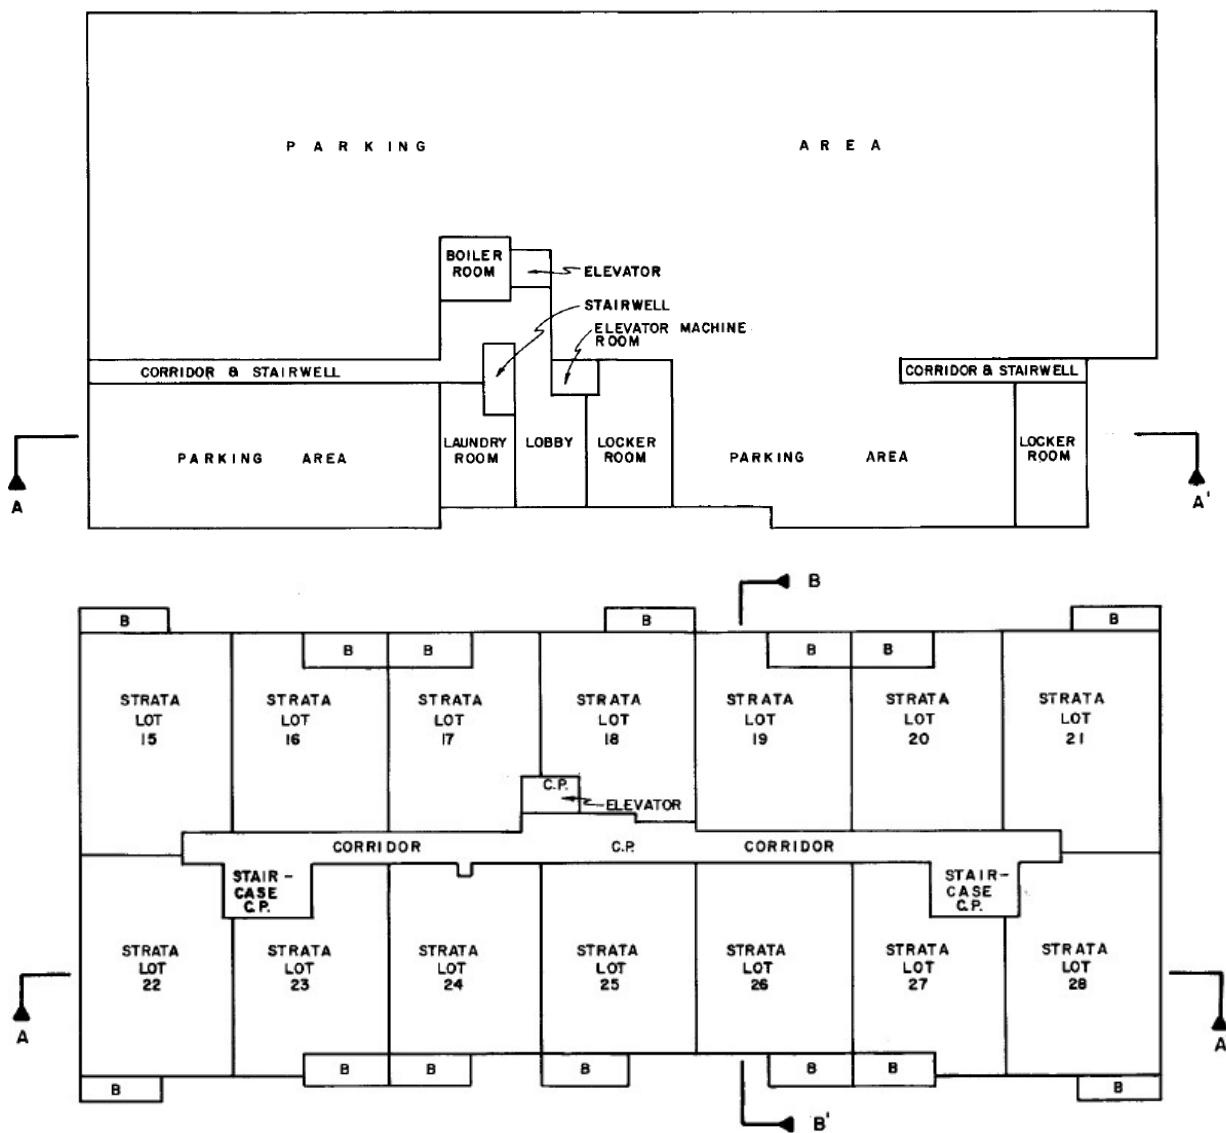 PARKING AREA
BOILER
ROOM
ELEVATOR
STAIRWELL
ELEVATOR MACHINE
ROOM
CORRIDOR & STAIRWELL
CORRIDOR & STAIRWELL
PARKING AREA
LAUNDRY
ROOM
LOBBY
LOCKER
ROOM
PARKING AREA
LOCKER
ROOM
A
A'
B
B
B
B
B
B
B
B
STRATA
LOT
15
STRATA
LOT
16
STRATA
LOT
17
STRATA
LOT
18
STRATA
LOT
19
STRATA
LOT
20
STRATA
LOT
21
C.P.
ELEVATOR
CORRIDOR C.P. CORRIDOR
STAIR-
CASE
C.P.
STAIR-
CASE
C.P.
STRATA
LOT
22
STRATA
LOT
23
STRATA
LOT
24
STRATA
LOT
25
STRATA
LOT
26
STRATA
LOT
27
STRATA
LOT
28
A
A
B
B
B
B
B
B
B
B'